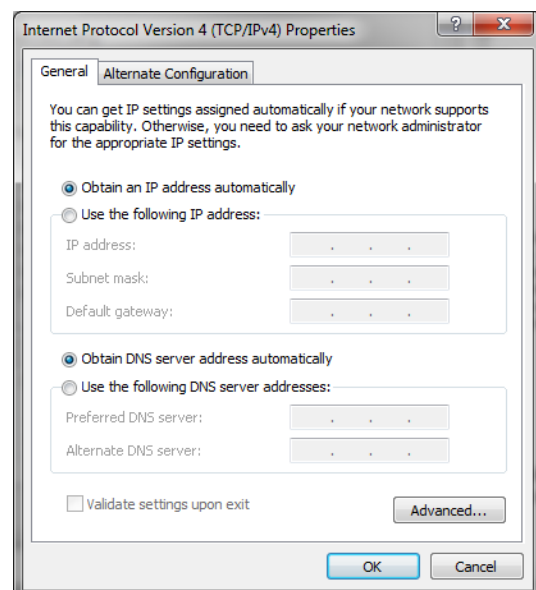 Internet Protocol Version 4 (TCP/IPv4) Properties
?
General
Alternate Configuration
You can get IP settings assigned automatically if your network supports
this capability. Otherwise, you need to ask your network administrator
for the appropriate IP settings.
Obtain an IP address automatically
Use the following IP address:
IP address:
Subnet mask:
Default gateway:
Obtain DNS server address automatically
Use the following DNS server addresses:
Preferred DNS server:
Alternate DNS server:
Validate settings upon exit
Advanced...
OK
Cancel